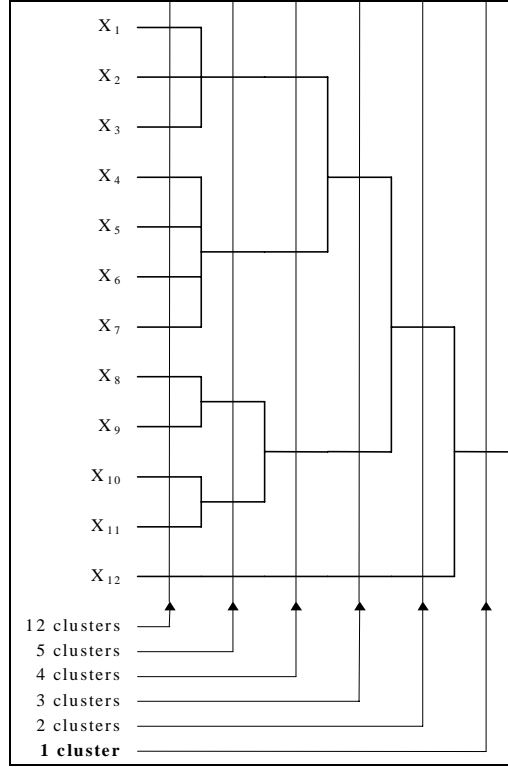 X₁
X₂
X₃
X₄
X₅
X₆
X₇
X₈
X₉
X₁₀
X₁₁
X₁₂
12 clusters
5 clusters
4 clusters
3 clusters
2 clusters
1 cluster